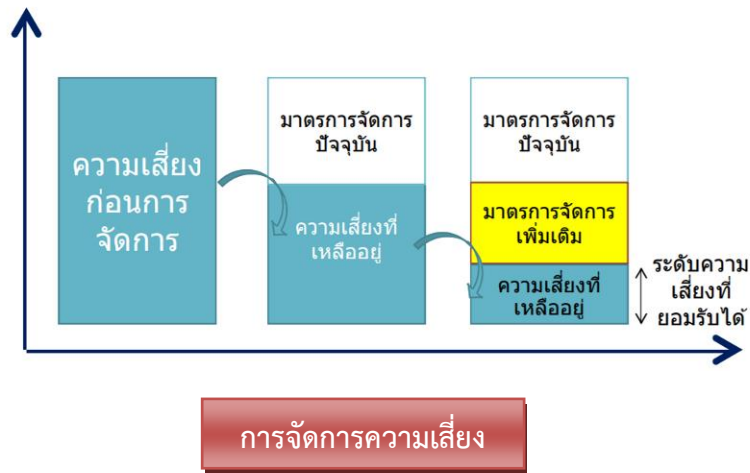 ความเสี่ยง
ก่อนการ
จัดการ
มาตรการจัดการ
ปัจจุบัน
ความเสี่ยงที่
เหลืออยู่
มาตรการจัดการ
ปัจจุบัน
มาตรการจัดการ
เพิ่มเติม
ความเสี่ยงที่
เหลืออยู่
ระดับความ
เสี่ยงที่
ยอมรับได้
การจัดการความเสี่ยง